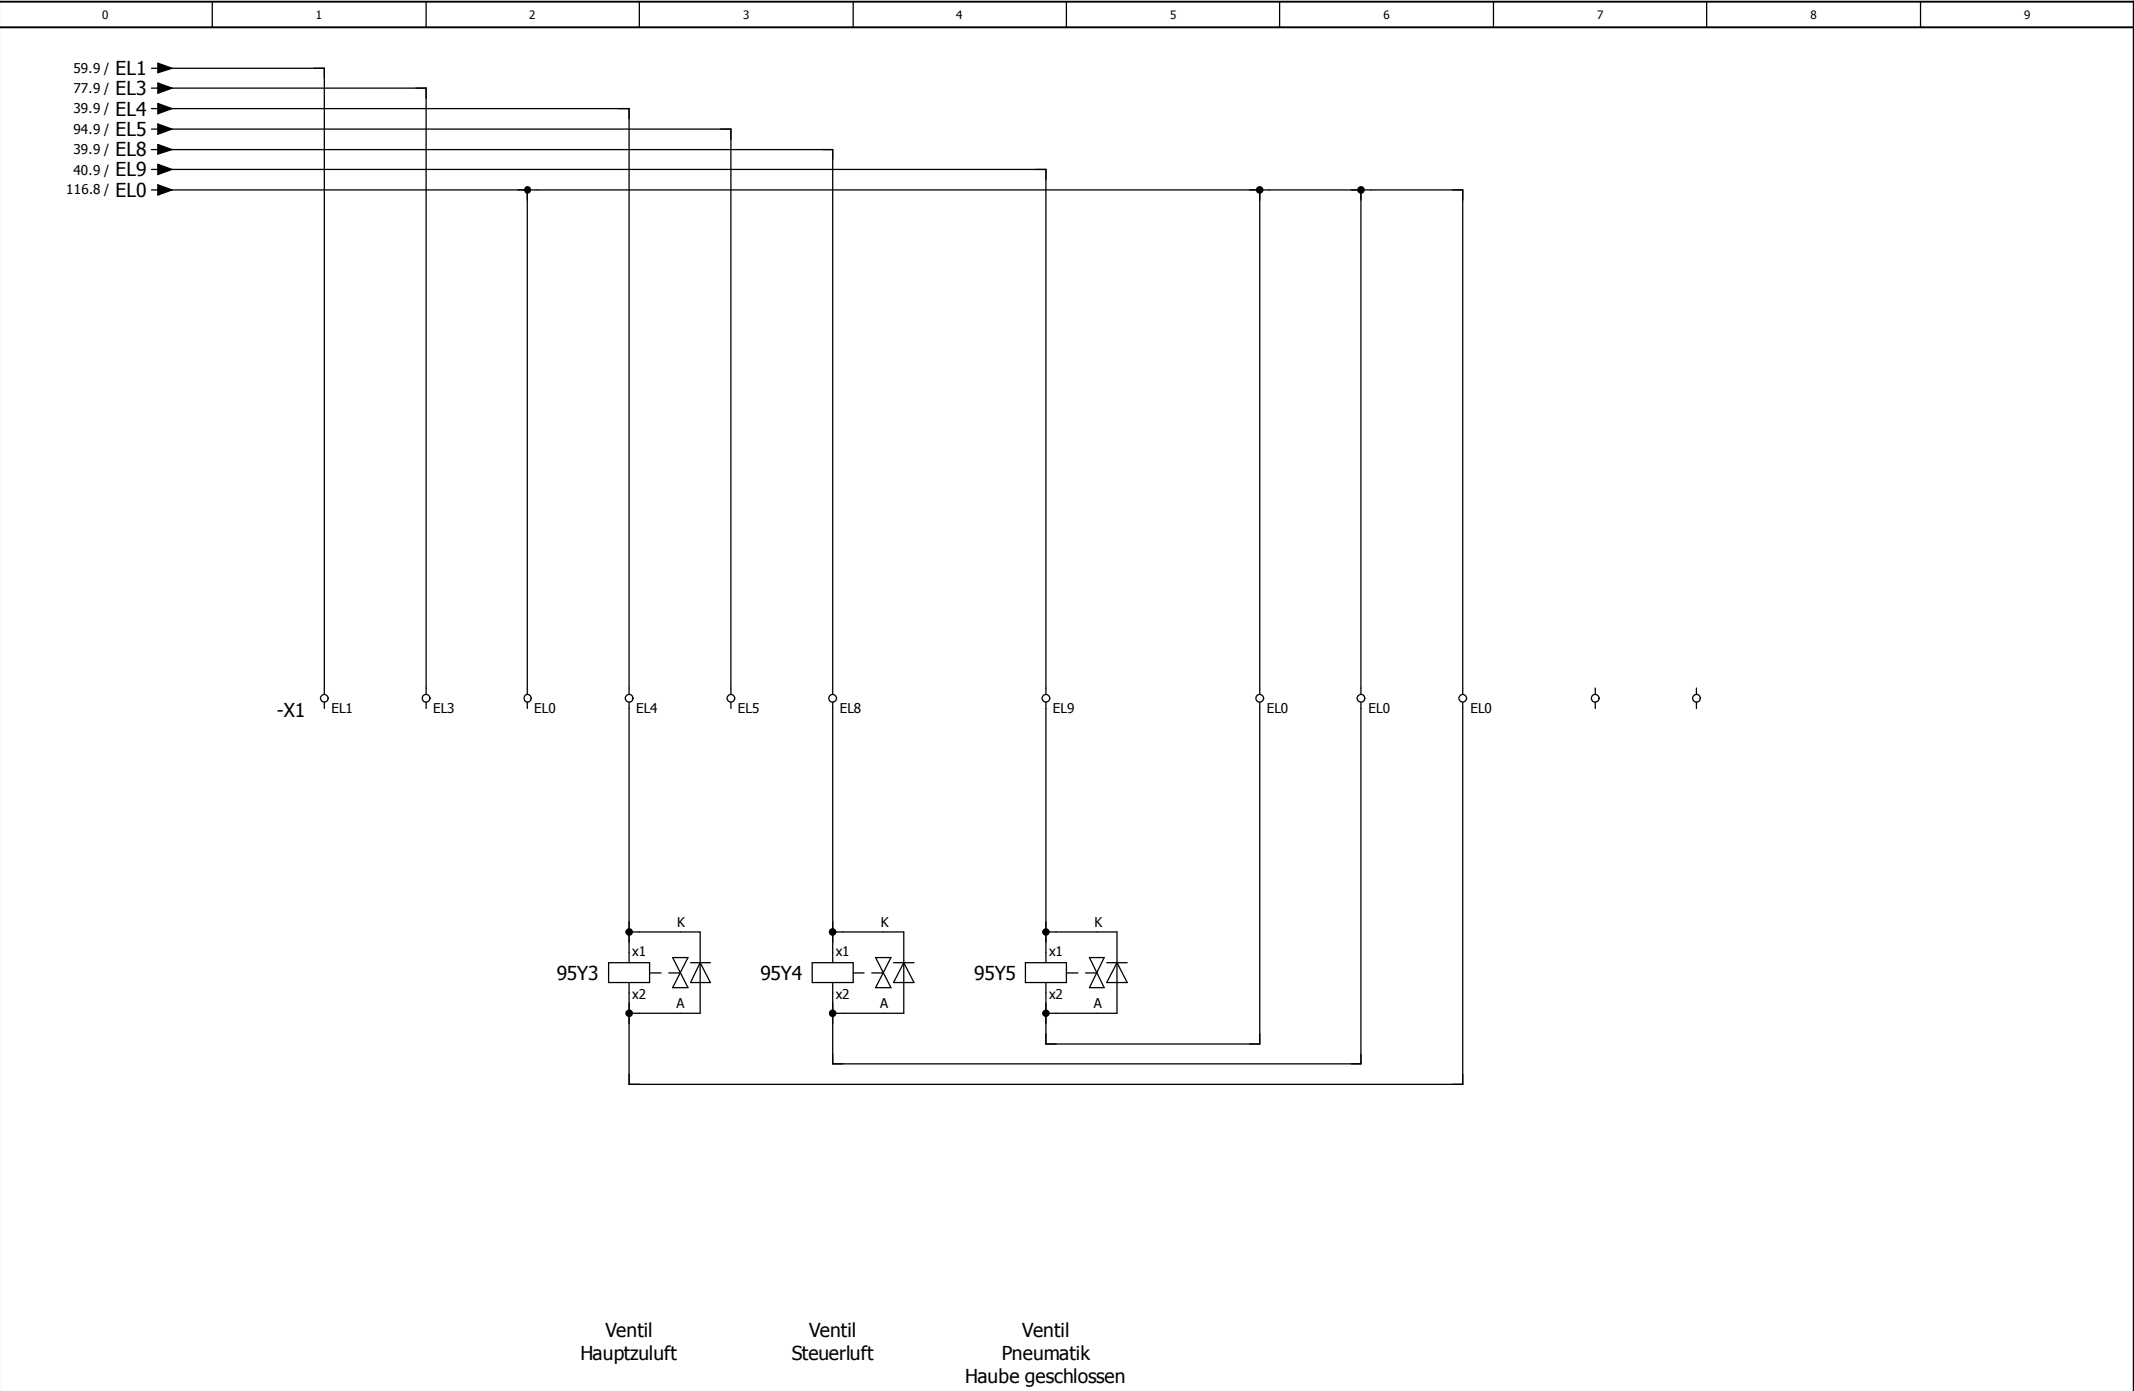 0 1 2 3 4 5 6 7 8 9
59.9 / EL1
77.9 / EL3
39.9 / EL4
94.9 / EL5
39.9 / EL8
40.9 / EL9
116.8 / EL0
-X1 EL1 EL3 EL0 EL4 EL5 EL8 EL9 EL0 EL0 EL0
K K K
x1 x1 x1
95Y3 95Y4 95Y5
x2 x2 x2
A A A
Ventil Ventil Ventil
Hauptzuluft Steuerluft Pneumatik
Haube geschlossen